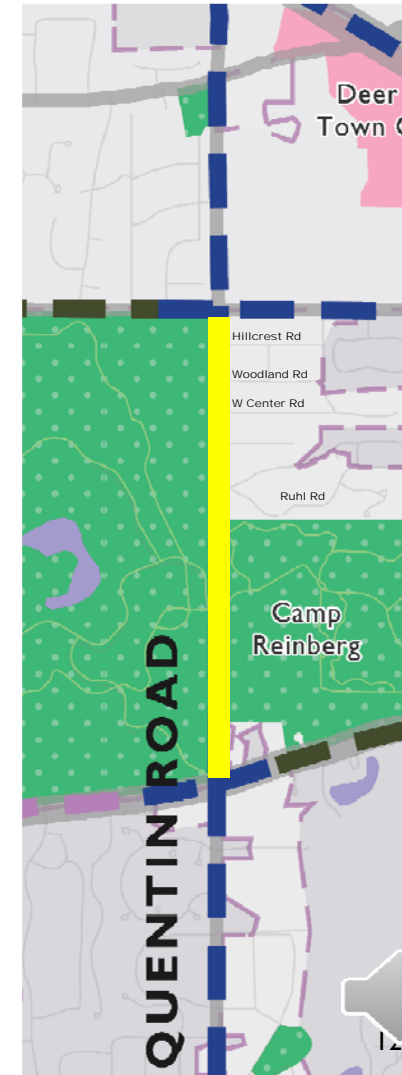 Deer
Town
Hillcrest Rd
Woodland Rd
W Center Rd
Ruhl Rd
Camp
Reinberg
QUENTIN ROAD